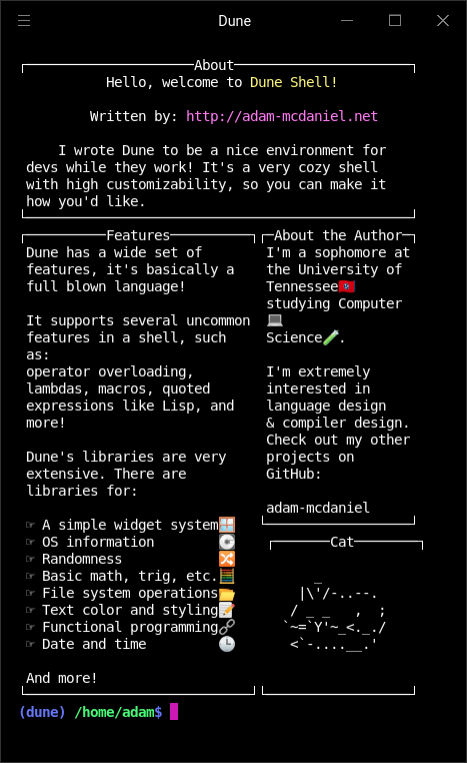 Dune
About
Hello, welcome to Dune Shell!
Written by: http://adam-mcdaniel.net
I wrote Dune to be a nice environment for
devs while they work! It's a very cozy shell
with high customizability, so you can make it
how you'd like.
Features
Dune has a wide set of
features, it's basically a
full blown language!
It supports several uncommon
features in a shell, such
as:
operator overloading,
lambdas, macros, quoted
expressions like Lisp, and
more!
Dune's libraries are very
extensive. There are
libraries for:
☞ A simple widget system🪟
☞ OS information 💽
☞ Randomness 🔀
☞ Basic math, trig, etc.🧮
☞ File system operations📂
☞ Text color and styling📝
☞ Functional programming🔗
☞ Date and time 🕒
And more!
About the Author
I'm a sophomore at
the University of
Tennessee
studying Computer
💻
Science🧪.
I'm extremely
interested in
language design
& compiler design.
Check out my other
projects on
GitHub:
adam-mcdaniel
Cat
_
|\'/-..--.
/ _ _   ,  ;
`~=`Y'~_<._./
<`-....__.'
(dune) /home/adam$